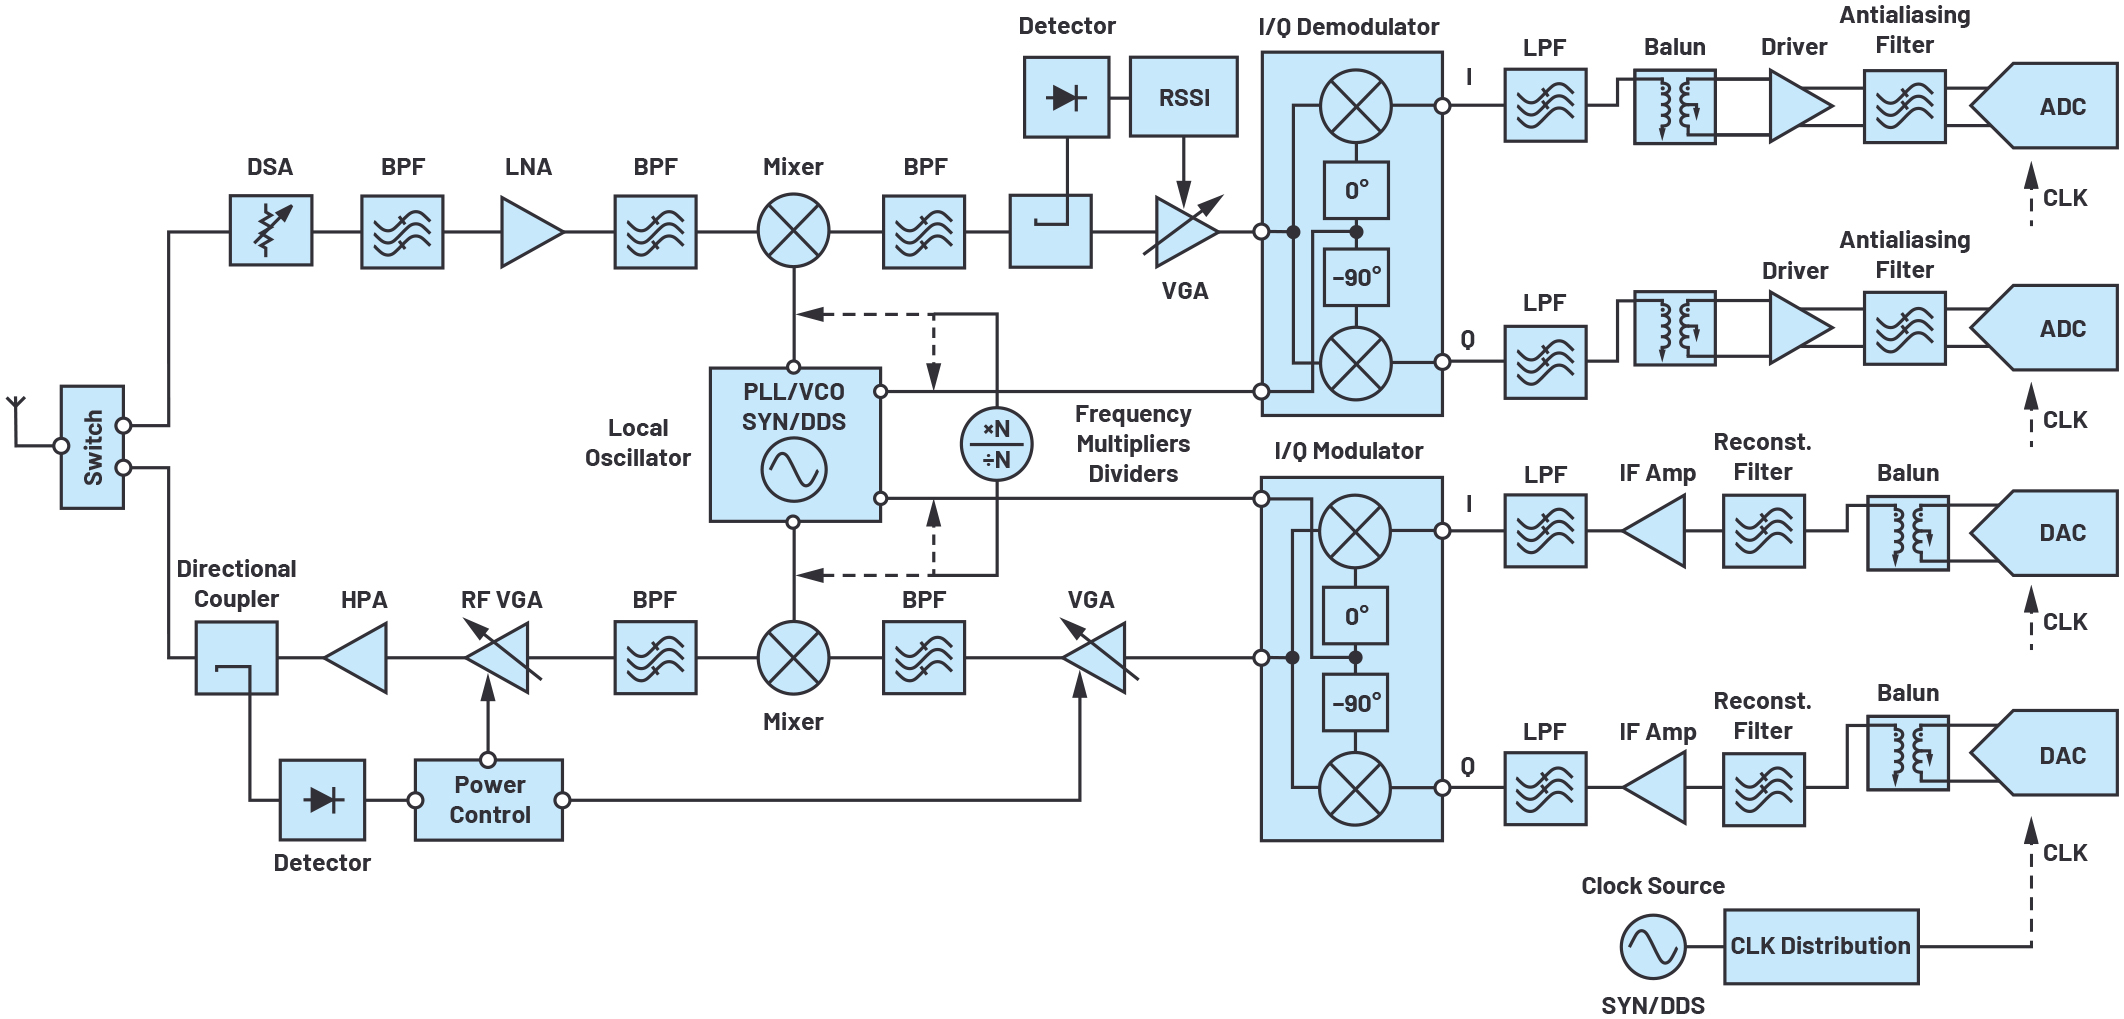 Detector
I/Q Demodulator
LPF
Balun
Driver
Antialiasing
Filter
RSSI
I
ADC
DSA
BPF
LNA
BPF
Mixer
BPF
0°
CLK
VGA
−90°
Antialiasing
Filter
Driver
LPF
Q
ADC
CLK
Switch
Local
Oscillator
PLL/VCO
SYN/DDS
×N
÷N
Frequency
Multipliers
Dividers
I/Q Modulator
LPF
IF Amp
Reconst.
Filter
Balun
I
DAC
CLK
Directional
Coupler
HPA
RF VGA
BPF
Mixer
BPF
VGA
0°
−90°
Q
LPF
IF Amp
Reconst.
Filter
Balun
DAC
CLK
Detector
Power
Control
Clock Source
CLK Distribution
SYN/DDS